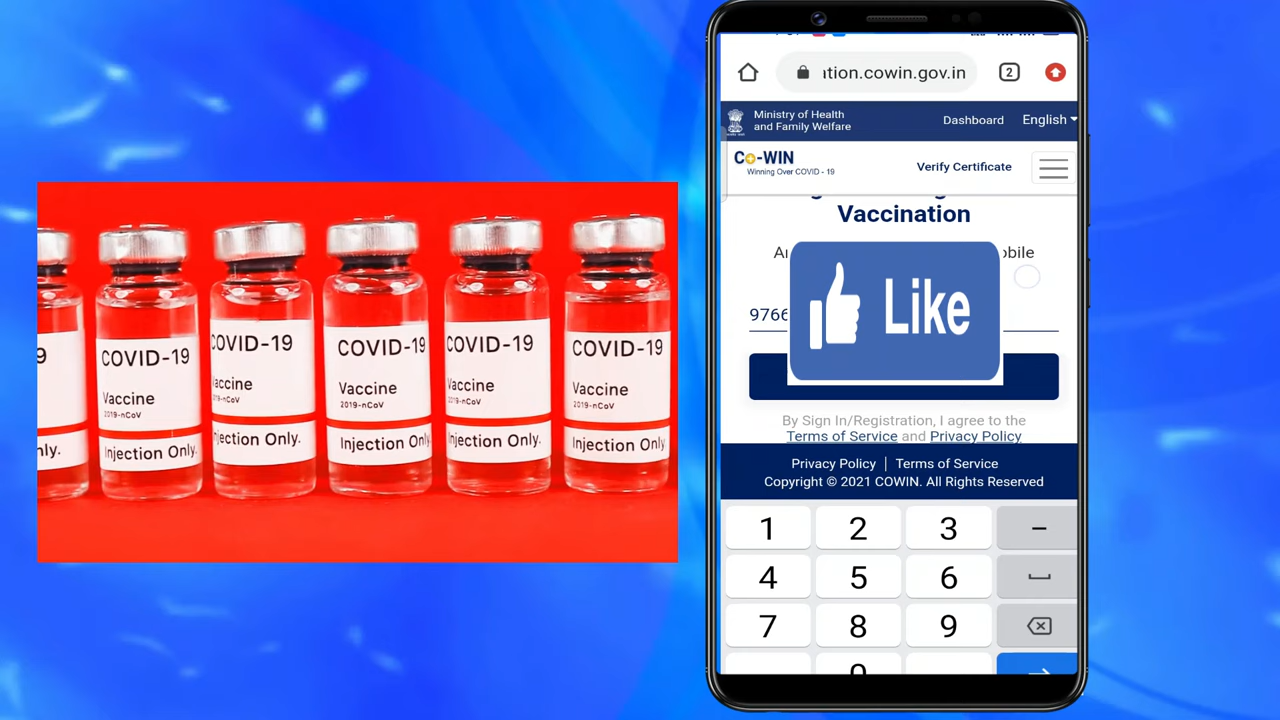 COVID-19
Vaccine
2019-nCoV
Injection Only.
COVID-19
Vaccine
2019-nCoV
Injection Only.
COVID-19
Vaccine
2019-nCoV
Injection Only.
COVID-19
Vaccine
2019-nCoV
Injection Only.
COVID-19
Vaccine
2019-nCoV
Injection Only.
ation.cowin.gov.in
2
Ministry of Health
and Family Welfare
Dashboard
English
Co-WIN
Winning Over COVID - 19
Verify Certificate
Vaccination
9766
Like
By Sign In/Registration, I agree to the
Terms of Service and Privacy Policy
Privacy Policy | Terms of Service
Copyright © 2021 COWIN. All Rights Reserved
1 2 3 -
4 5 6
7 8 9
0